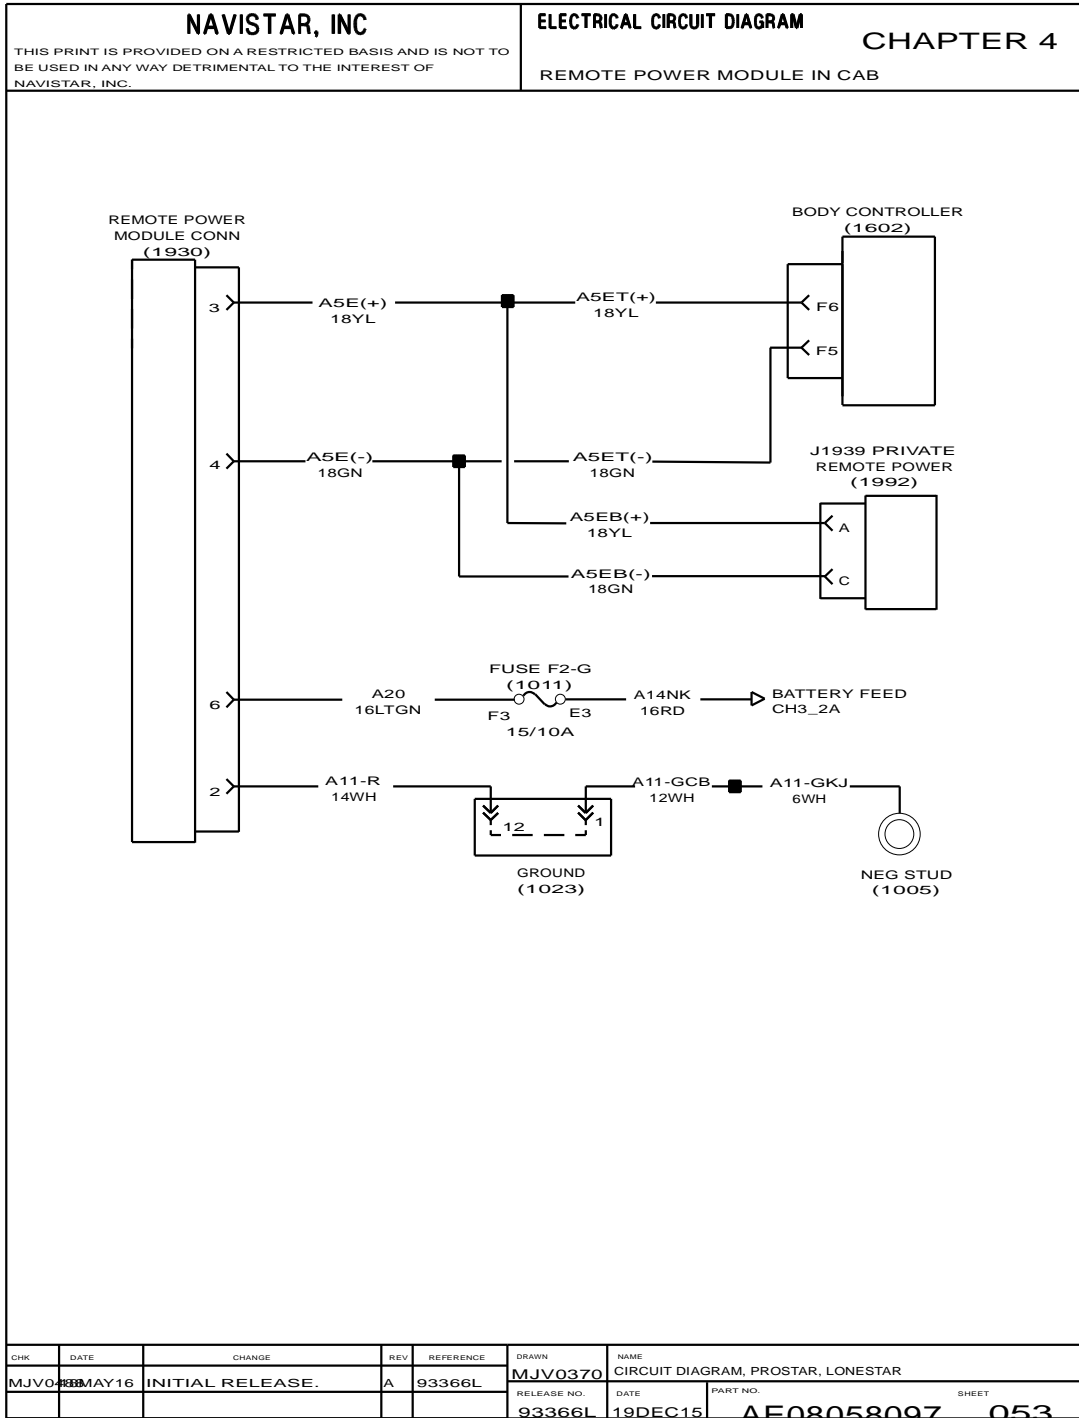 NAVISTAR, INC
THIS PRINT IS PROVIDED ON A RESTRICTED BASIS AND IS NOT TO
BE USED IN ANY WAY DETRIMENTAL TO THE INTEREST OF
NAVISTAR, INC.
ELECTRICAL CIRCUIT DIAGRAM
CHAPTER 4
REMOTE POWER MODULE IN CAB
REMOTE POWER
MODULE CONN
(1930)
BODY CONTROLLER
(1602)
3
A5E(+)
18YL
A5ET(+)
18YL
F6
F5
4
A5E(-)
18GN
A5ET(-)
18GN
J1939 PRIVATE
REMOTE POWER
(1992)
A5EB(+)
18YL
A
A5EB(-)
18GN
C
FUSE F2-G
(1011)
6
A20
16LTGN
F3
E3
15/10A
A14NK
16RD
BATTERY FEED
CH3_2A
2
A11-R
14WH
12
1
A11-GCB
12WH
A11-GKJ
6WH
GROUND
(1023)
NEG STUD
(1005)
CHK
DATE
CHANGE
REV
REFERENCE
DRAWN
NAME
MJV0370
CIRCUIT DIAGRAM, PROSTAR, LONESTAR
MAY16
INITIAL RELEASE.
A
93366L
RELEASE NO.
DATE
PART NO.
SHEET
93366L
19DEC15
AE08058097
053